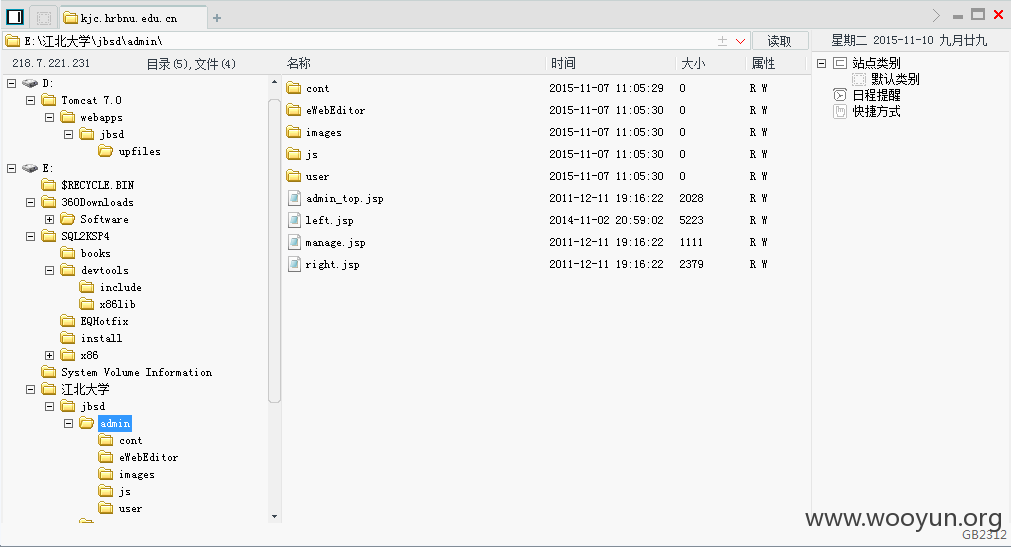 kjc.hrbnu.edu.cn
E:\江北大学\jbsd\admin\ 读取 星期二 2015-11-10 九月廿九
218.7.221.231 目录(5),文件(4) 名称 时间 大小 属性 站点类别
默认类别
日程提醒
快捷方式
D:
Tomcat 7.0
webapps
jbsd
upfiles
E:
$RECYCLE.BIN
360Downloads
Software
SQL2KSP4
books
devtools
include
x86lib
EQHotfix
install
x86
System Volume Information
江北大学
jbsd
admin
cont
eWebEditor
images
js
user
cont 2015-11-07 11:05:29 0 R W
eWebEditor 2015-11-07 11:05:30 0 R W
images 2015-11-07 11:05:30 0 R W
js 2015-11-07 11:05:30 0 R W
user 2015-11-07 11:05:30 0 R W
admin_top.jsp 2011-12-11 19:16:22 2028 R W
left.jsp 2014-11-02 20:59:02 5223 R W
manage.jsp 2011-12-11 19:16:22 1111 R W
right.jsp 2011-12-11 19:16:22 2379 R W
www.wooyun.org
GB2312